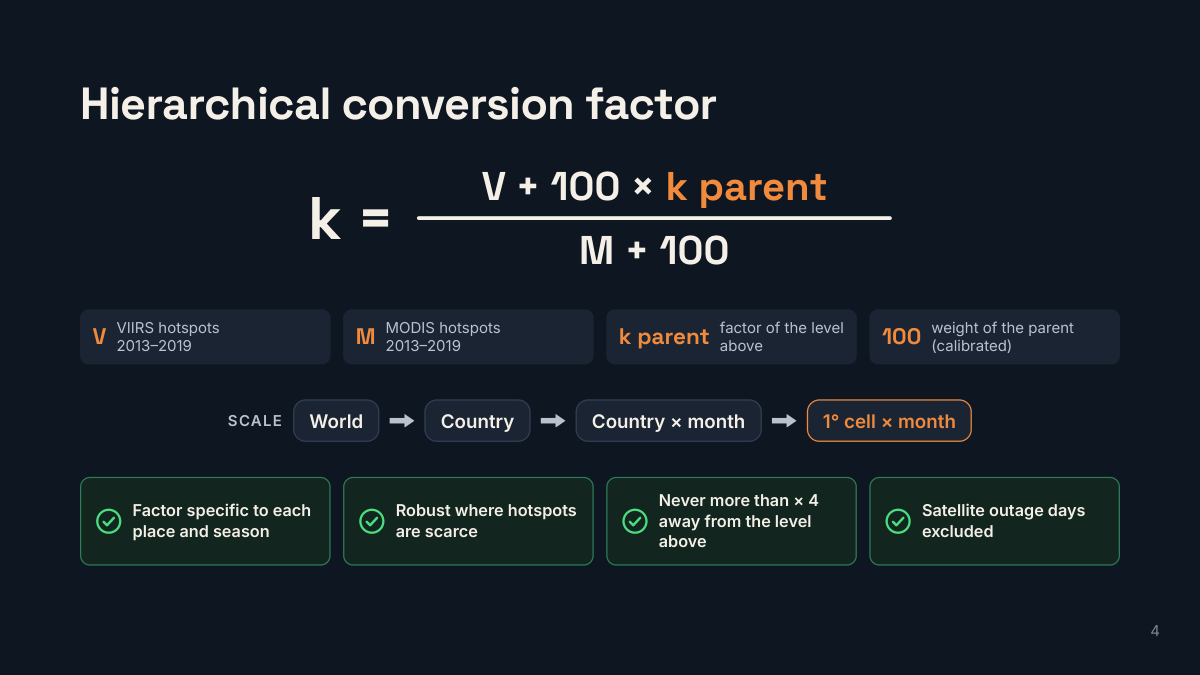 Hierarchical conversion factor
k =
V + 100 × k parent
M + 100
V VIIRS hotspots
2013–2019
M MODIS hotspots
2013–2019
k parent factor of the level
above
100 weight of the parent
(calibrated)
SCALE World Country Country × month 1° cell × month
Factor specific to each
place and season
Robust where hotspots
are scarce
Never more than × 4
away from the level
above
Satellite outage days
excluded
4